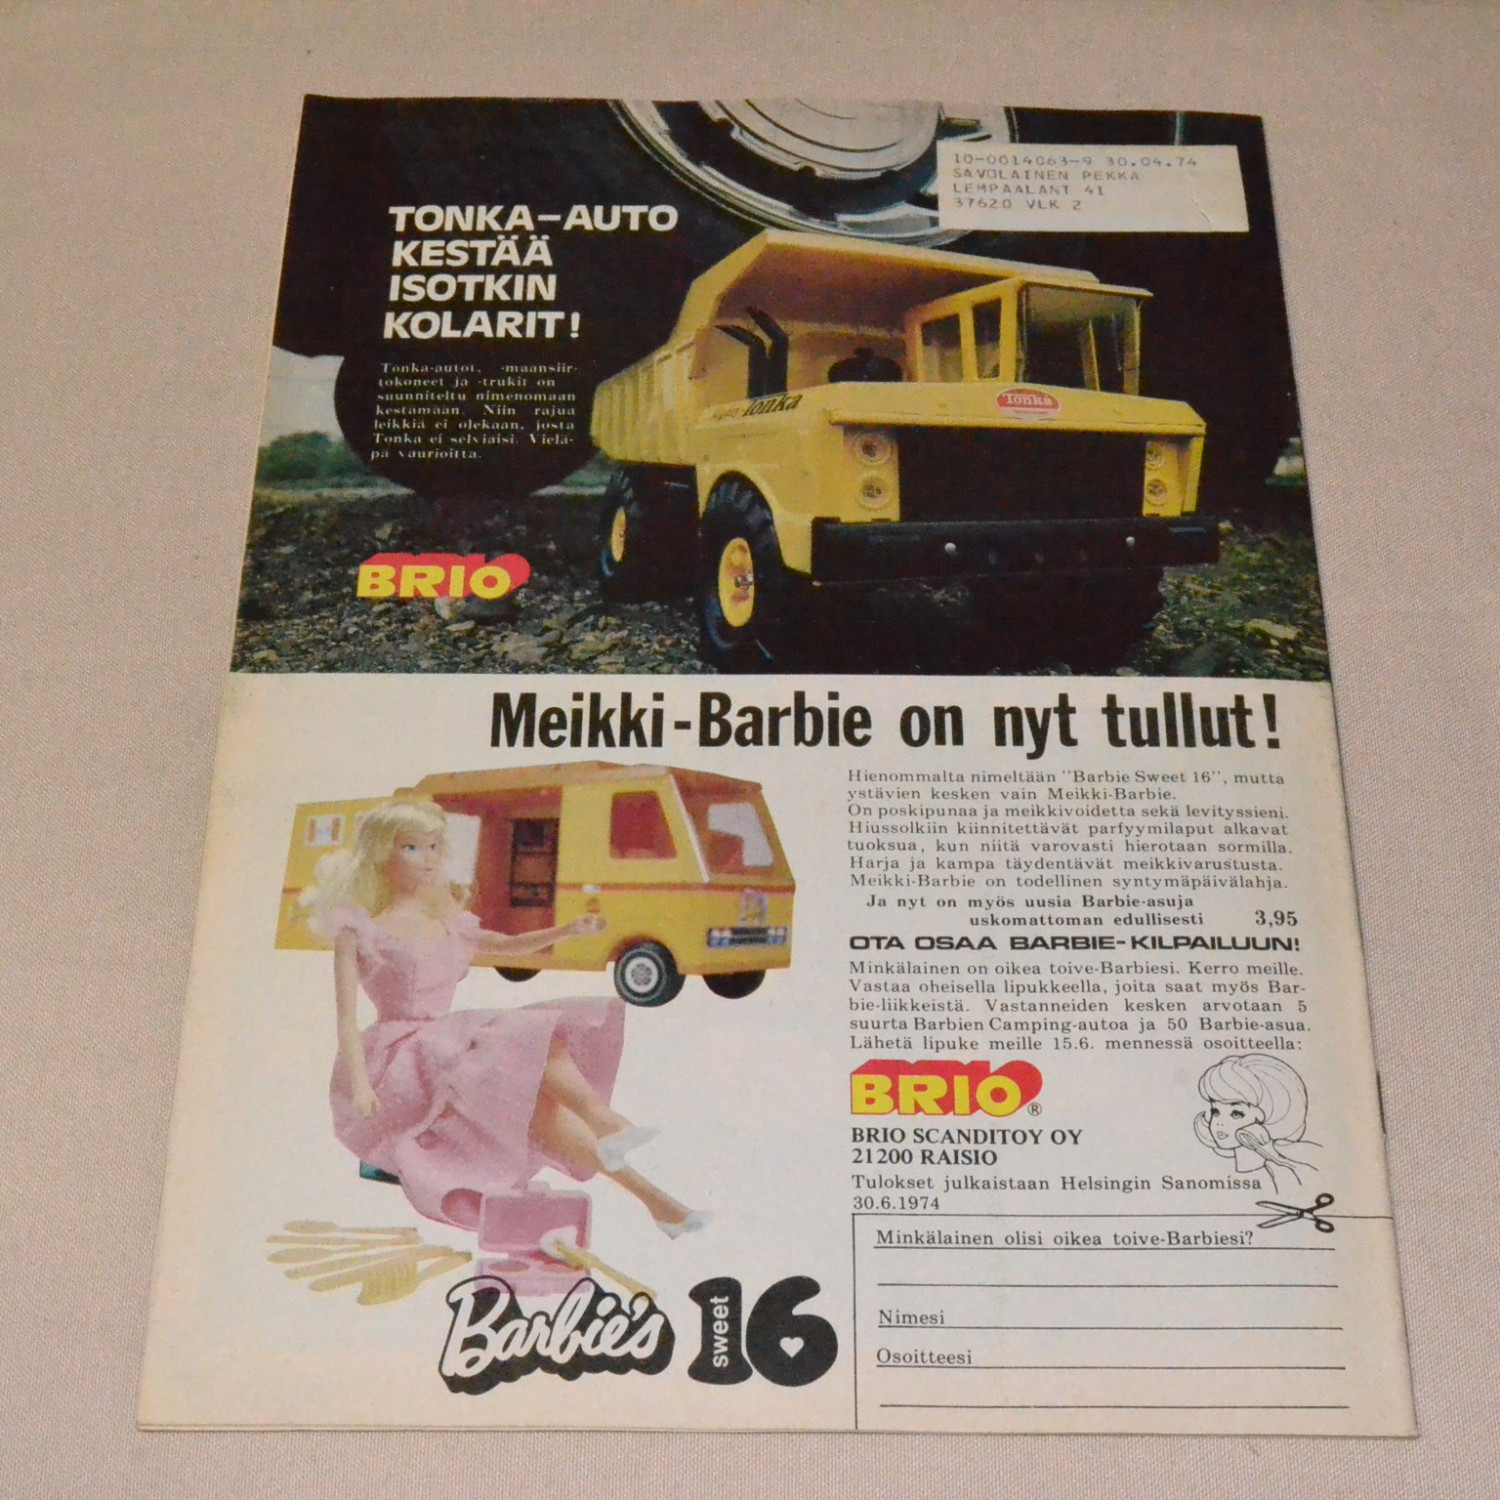 10-0014063-9 30.04.74
SAVOLAINEN PEKKA
LEMPAALANT 41
37620 VLK 2
TONKA-AUTO
KESTÄÄ
ISOTKIN
KOLARIT!
Tonka-autot, -maansiir-
tokoneet ja -trukit on
suunniteltu nimenomaan
kestämään. Niin rajua
leikkiä ei olekaan, josta
Tonka ei selviäisi. Vielä-
pä vaurioitta.
Tonka
Tonka
BRIO
Meikki-Barbie on nyt tullut!
Hienommalta nimeltään "Barbie Sweet 16", mutta
ystävien kesken vain Meikki-Barbie.
On poskipunaa ja meikkivoidetta sekä levityssieni.
Hiussolkiin kiinnitettävät parfyymilaput alkavat
tuoksua, kun niitä varovasti hierotaan sormilla.
Harja ja kampa täydentävät meikkivarustusta.
Meikki-Barbie on todellinen syntymäpäivälahja.
Ja nyt on myös uusia Barbie-asuja
uskomattoman edullisesti 3,95
OTA OSAA BARBIE-KILPAILUUN!
Minkälainen on oikea toive-Barbiesi. Kerro meille.
Vastaa oheisella lipukkeella, joita saat myös Bar-
bie-liikkeistä. Vastanneiden kesken arvotaan 5
suurta Barbien Camping-autoa ja 50 Barbie-asua.
Lähetä lipuke meille 15.6. mennessä osoitteella:
BRIO®
BRIO SCANDITOY OY
21200 RAISIO
Tulokset julkaistaan Helsingin Sanomissa
30.6.1974
Minkälainen olisi oikea toive-Barbiesi?
Nimesi
Osoitteesi
Barbie's sweet 16